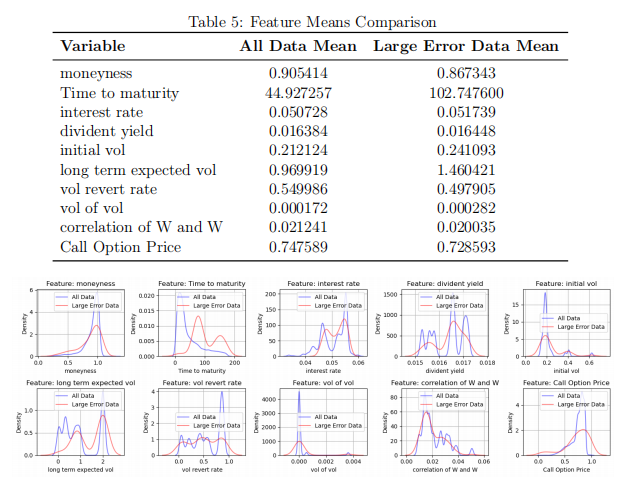 Table 5: Feature Means Comparison
Variable All Data Mean Large Error Data Mean
moneyness 0.905414 0.867343
Time to maturity 44.927257 102.747600
interest rate 0.050728 0.051739
divident yield 0.016384 0.016448
initial vol 0.212124 0.241093
long term expected vol 0.969919 1.460421
vol revert rate 0.549986 0.497905
vol of vol 0.000172 0.000282
correlation of W and W 0.021241 0.020035
Call Option Price 0.747589 0.728593
Feature: moneyness
All Data
Large Error Data
Density
6
4
2
0
0.0 0.5 1.0
moneyness
Feature: Time to maturity
All Data
Large Error Data
Density
0.020
0.015
0.010
0.005
0.000
0 100 200
Time to maturity
Feature: interest rate
All Data
Large Error Data
Density
200
150
100
50
0
0.04 0.05 0.06
interest rate
Feature: divident yield
All Data
Large Error Data
Density
1500
1000
500
0
0.015 0.016 0.017 0.018
divident yield
Feature: initial vol
All Data
Large Error Data
Density
15
10
5
0
0.0 0.2 0.4 0.6
initial vol
Feature: long term expected vol
All Data
Large Error Data
Density
1.0
0.5
0.0
0 1 2
long term expected vol
Feature: vol revert rate
All Data
Large Error Data
Density
4
3
2
1
0
0.0 0.5 1.0
vol revert rate
Feature: vol of vol
All Data
Large Error Data
Density
4000
3000
2000
1000
0
0.000 0.002 0.004
vol of vol
Feature: correlation of W and W
All Data
Large Error Data
Density
80
60
40
20
0
0.00 0.02 0.04 0.06
correlation of W and W
Feature: Call Option Price
All Data
Large Error Data
Density
4
2
0
0.0 0.5 1.0
Call Option Price